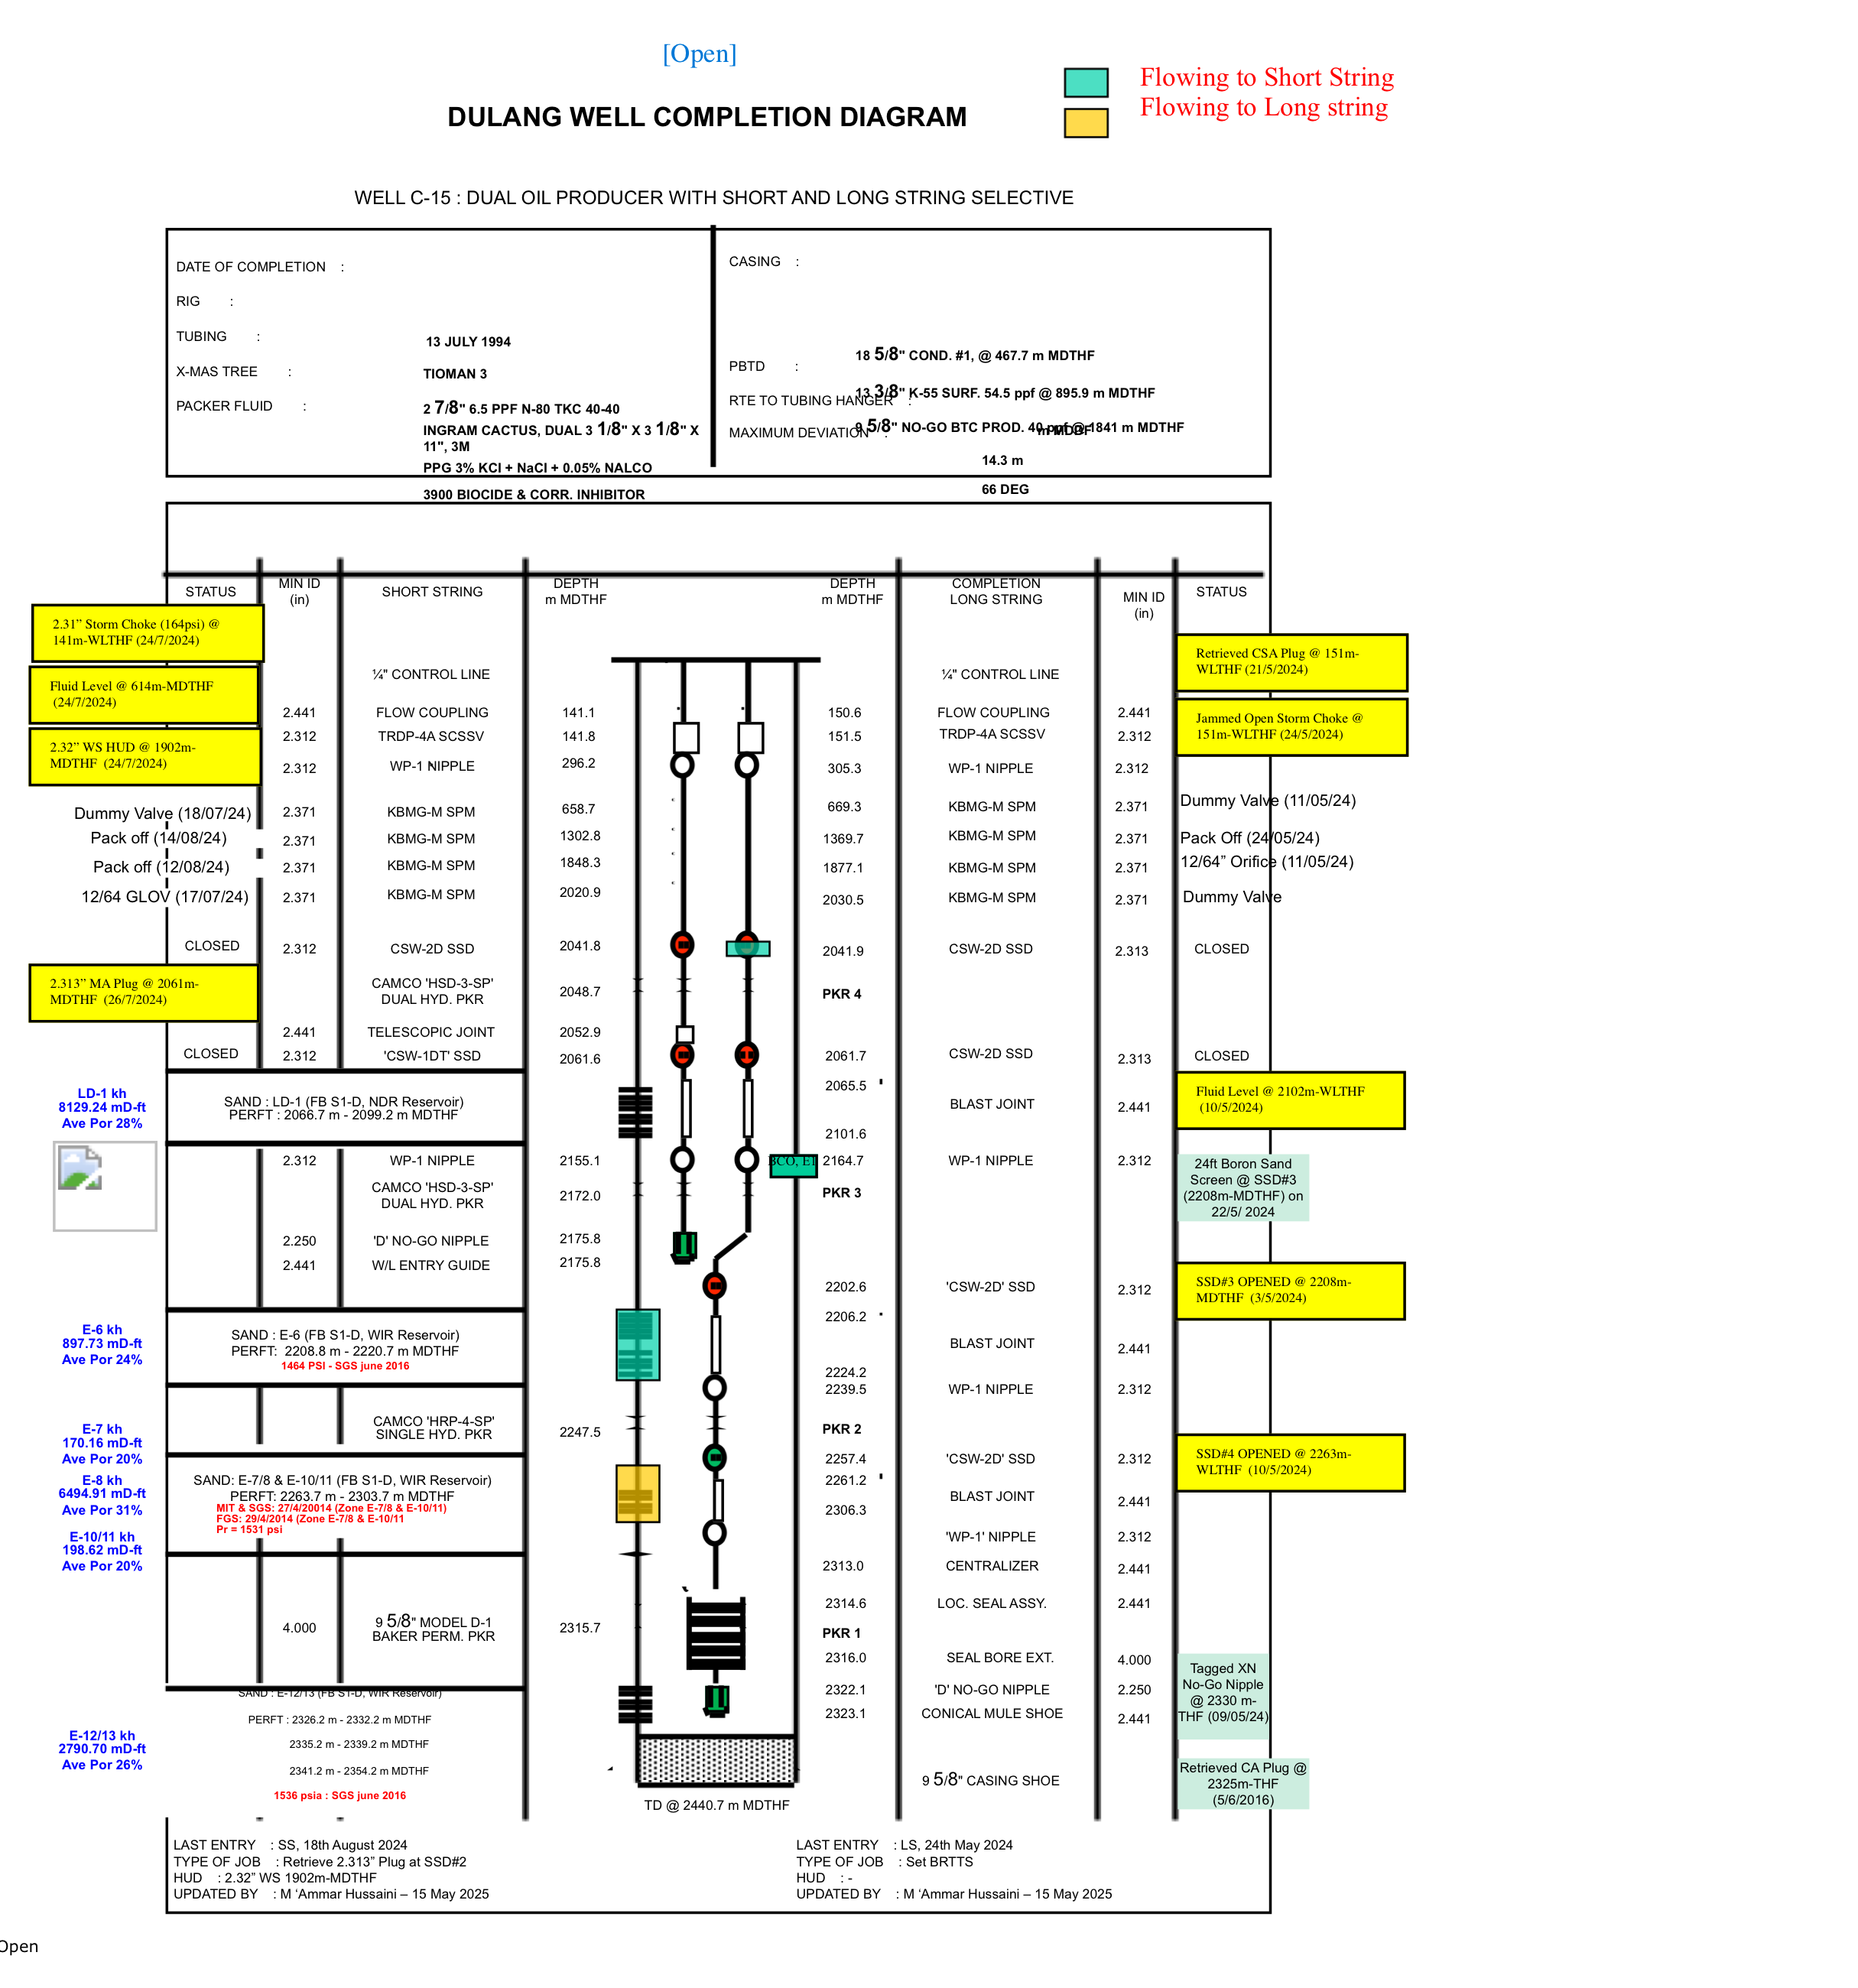 [Open]
Flowing to Short String
Flowing to Long string
DULANG WELL COMPLETION DIAGRAM
WELL C-15 : DUAL OIL PRODUCER WITH SHORT AND LONG STRING SELECTIVE
DATE OF COMPLETION :
RIG :
TUBING :
X-MAS TREE :
PACKER FLUID :
13 JULY 1994
TIOMAN 3
2 7/8" 6.5 PPF N-80 TKC 40-40
INGRAM CACTUS, DUAL 3 1/8" X 3 1/8" X
11", 3M
PPG 3% KCI + NaCI + 0.05% NALCO
3900 BIOCIDE & CORR. INHIBITOR
CASING :
PBTD :
RTE TO TUBING HANGER :
MAXIMUM DEVIATION :
18 5/8" COND. #1, @ 467.7 m MDTHF
13 3/8" K-55 SURF. 54.5 ppf @ 895.9 m MDTHF
9 5/8" NO-GO BTC PROD. 40 ppf @ 1841 m MDTHF
14.3 m
66 DEG
STATUS
MIN ID
(in)
SHORT STRING
DEPTH
m MDTHF
DEPTH
m MDTHF
COMPLETION
LONG STRING
MIN ID
(in)
STATUS
2.31” Storm Choke (164psi) @
141m-WLTHF (24/7/2024)
Fluid Level @ 614m-MDTHF
(24/7/2024)
2.32” WS HUD @ 1902m-
MDTHF (24/7/2024)
Retrieved CSA Plug @ 151m-
WLTHF (21/5/2024)
Jammed Open Storm Choke @
151m-WLTHF (24/5/2024)
¼" CONTROL LINE
¼" CONTROL LINE
2.441 FLOW COUPLING 141.1 150.6 FLOW COUPLING 2.441
2.312 TRDP-4A SCSSV 141.8 151.5 TRDP-4A SCSSV 2.312
2.312 WP-1 NIPPLE 296.2 305.3 WP-1 NIPPLE 2.312
Dummy Valve (18/07/24) 2.371 KBMG-M SPM 658.7 669.3 KBMG-M SPM 2.371 Dummy Valve (11/05/24)
Pack off (14/08/24) 2.371 KBMG-M SPM 1302.8 1369.7 KBMG-M SPM 2.371 Pack Off (24/05/24)
Pack off (12/08/24) 2.371 KBMG-M SPM 1848.3 1877.1 KBMG-M SPM 2.371 12/64” Orifice (11/05/24)
12/64 GLOV (17/07/24) 2.371 KBMG-M SPM 2020.9 2030.5 KBMG-M SPM 2.371 Dummy Valve
CLOSED 2.312 CSW-2D SSD 2041.8 2041.9 CSW-2D SSD 2.313 CLOSED
2.313” MA Plug @ 2061m-
MDTHF (26/7/2024)
CAMCO 'HSD-3-SP'
DUAL HYD. PKR
2048.7 PKR 4
2.441 TELESCOPIC JOINT 2052.9
CLOSED 2.312 'CSW-1DT' SSD 2061.6 2061.7 CSW-2D SSD 2.313 CLOSED
LD-1 kh
8129.24 mD-ft
Ave Por 28%
SAND : LD-1 (FB S1-D, NDR Reservoir)
PERFT : 2066.7 m - 2099.2 m MDTHF
2065.5
BLAST JOINT 2.441
2101.6
Fluid Level @ 2102m-WLTHF
(10/5/2024)
2.312 WP-1 NIPPLE 2155.1 2164.7 WP-1 NIPPLE 2.312
24ft Boron Sand
Screen @ SSD#3
(2208m-MDTHF) on
22/5/ 2024
CAMCO 'HSD-3-SP'
DUAL HYD. PKR
2172.0 PKR 3
2.250 'D' NO-GO NIPPLE 2175.8
2.441 W/L ENTRY GUIDE 2175.8
2202.6 'CSW-2D' SSD 2.312
SSD#3 OPENED @ 2208m-
MDTHF (3/5/2024)
E-6 kh
897.73 mD-ft
Ave Por 24%
SAND : E-6 (FB S1-D, WIR Reservoir)
PERFT: 2208.8 m - 2220.7 m MDTHF
1464 PSI - SGS june 2016
2206.2
BLAST JOINT 2.441
2224.2
2239.5 WP-1 NIPPLE 2.312
CAMCO 'HRP-4-SP'
SINGLE HYD. PKR
2247.5 PKR 2
E-7 kh
170.16 mD-ft
Ave Por 20%
2257.4 'CSW-2D' SSD 2.312
SSD#4 OPENED @ 2263m-
WLTHF (10/5/2024)
E-8 kh
6494.91 mD-ft
Ave Por 31%
SAND: E-7/8 & E-10/11 (FB S1-D, WIR Reservoir)
PERFT: 2263.7 m - 2303.7 m MDTHF
MIT & SGS: 27/4/20014 (Zone E-7/8 & E-10/11)
FGS: 29/4/2014 (Zone E-7/8 & E-10/11
Pr = 1531 psi
2261.2
BLAST JOINT 2.441
2306.3
E-10/11 kh
198.62 mD-ft
Ave Por 20%
'WP-1' NIPPLE 2.312
2313.0 CENTRALIZER 2.441
2314.6 LOC. SEAL ASSY. 2.441
4.000
9 5/8" MODEL D-1
BAKER PERM. PKR
2315.7 PKR 1
2316.0 SEAL BORE EXT. 4.000
2322.1 'D' NO-GO NIPPLE 2.250
2323.1 CONICAL MULE SHOE 2.441
Tagged XN
No-Go Nipple
@ 2330 m-
THF (09/05/24)
SAND : E-12/13 (FB S1-D, WIR Reservoir)
PERFT : 2326.2 m - 2332.2 m MDTHF
2335.2 m - 2339.2 m MDTHF
2341.2 m - 2354.2 m MDTHF
1536 psia : SGS june 2016
E-12/13 kh
2790.70 mD-ft
Ave Por 26%
9 5/8" CASING SHOE
Retrieved CA Plug @
2325m-THF
(5/6/2016)
TD @ 2440.7 m MDTHF
LAST ENTRY : SS, 18th August 2024
TYPE OF JOB : Retrieve 2.313” Plug at SSD#2
HUD : 2.32” WS 1902m-MDTHF
UPDATED BY : M ‘Ammar Hussaini – 15 May 2025
LAST ENTRY : LS, 24th May 2024
TYPE OF JOB : Set BRTTS
HUD : -
UPDATED BY : M ‘Ammar Hussaini – 15 May 2025
Open